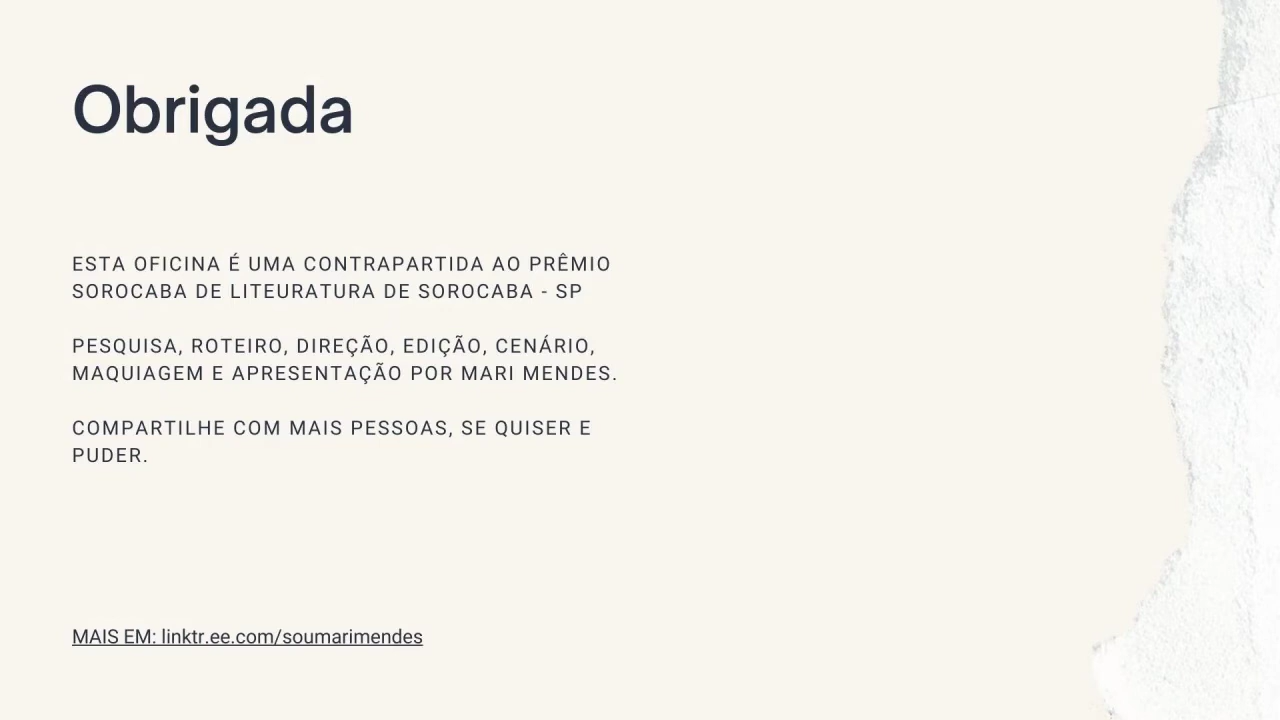 Obrigada
ESTA OFICINA É UMA CONTRAPARTIDA AO PRÊMIO
SOROCABA DE LITEURATURA DE SOROCABA - SP
PESQUISA, ROTEIRO, DIREÇÃO, EDIÇÃO, CENÁRIO,
MAQUIAGEM E APRESENTAÇÃO POR MARI MENDES.
COMPARTILHE COM MAIS PESSOAS, SE QUISER E
PUDER.
MAIS EM: linktr.ee.com/soumarimendes